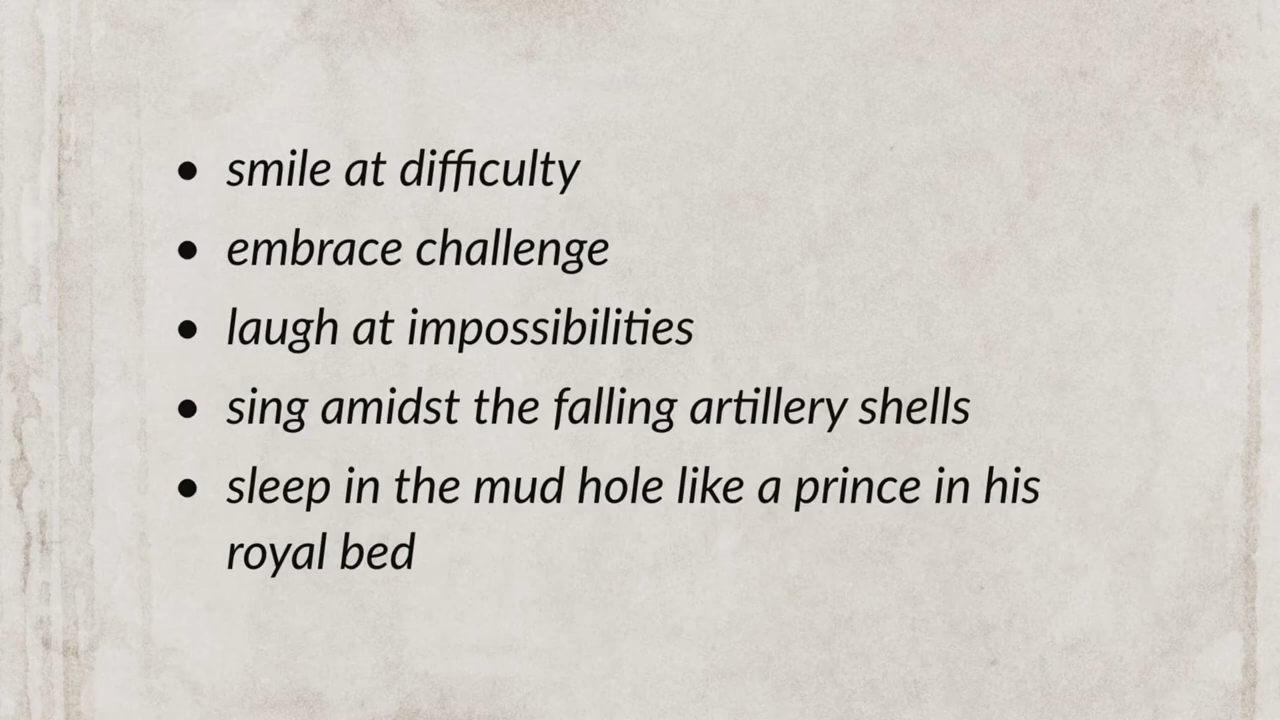 • smile at difficulty
• embrace challenge
• laugh at impossibilities
• sing amidst the falling artillery shells
• sleep in the mud hole like a prince in his
royal bed